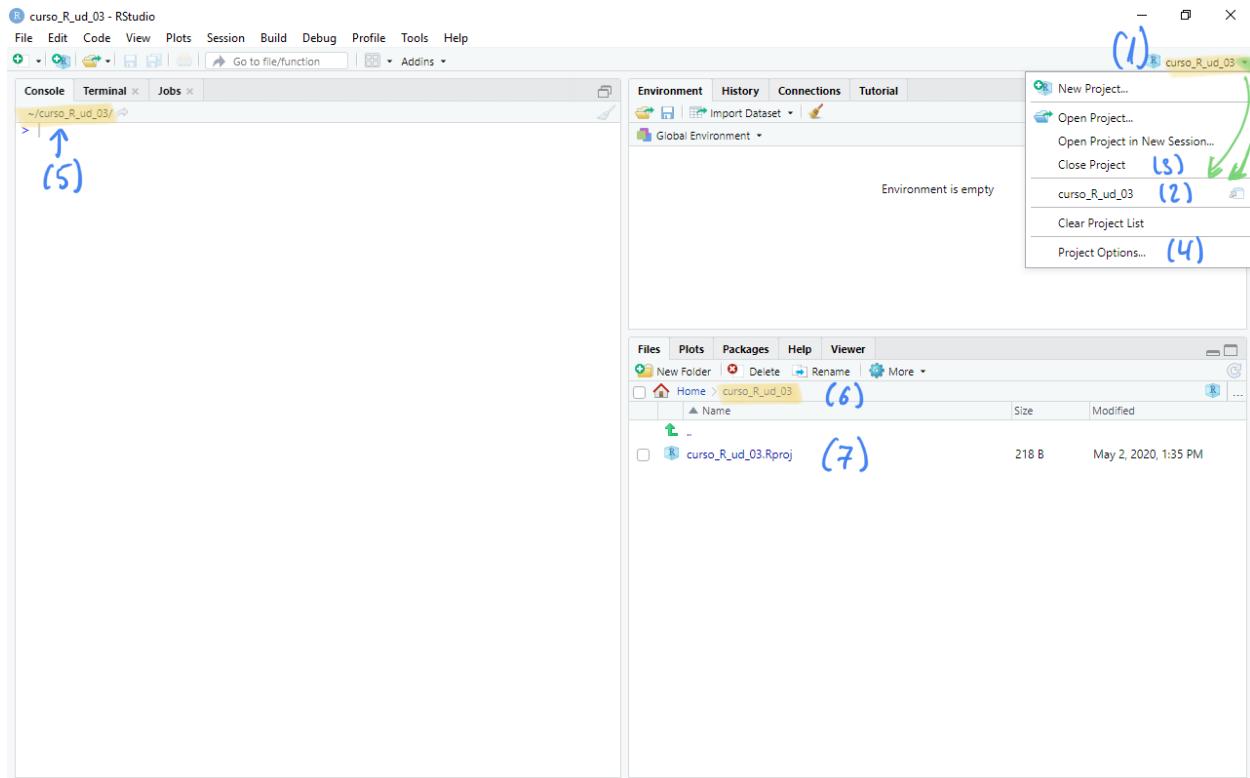 R curso_R_ud_03 - RStudio
File Edit Code View Plots Session Build Debug Profile Tools Help
Go to file/function Addins
(1) R curso_R_ud_03
Console Terminal Jobs
~/curso_R_ud_03/
>
(5)
Environment History Connections Tutorial
Import Dataset
Global Environment
Environment is empty
New Project...
Open Project...
Open Project in New Session...
Close Project (3)
curso_R_ud_03 (2)
Clear Project List
Project Options... (4)
Files Plots Packages Help Viewer
New Folder Delete Rename More
Home curso_R_ud_03 (6) R ...
Name Size Modified
..
R curso_R_ud_03.Rproj (7) 218 B May 2, 2020, 1:35 PM